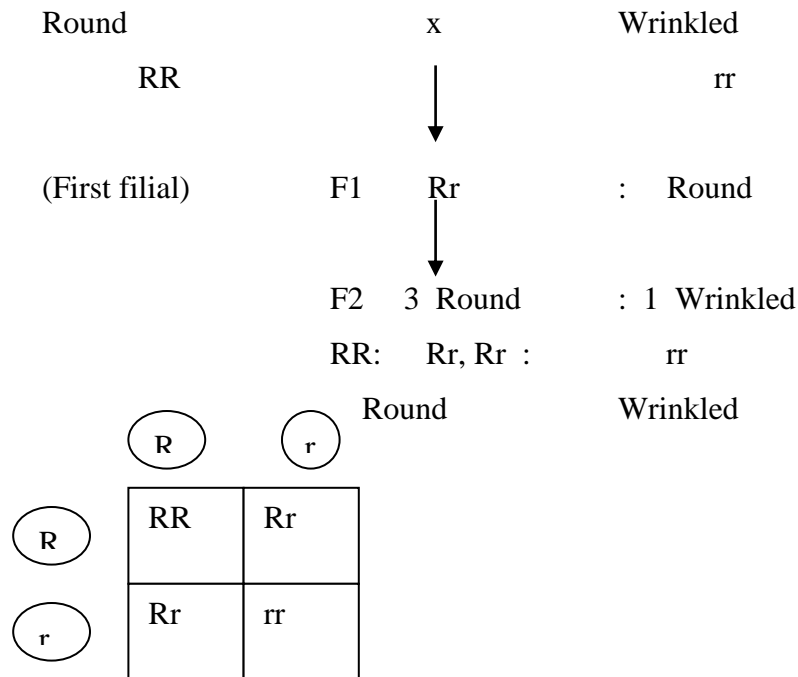 Round x Wrinkled
RR rr
(First filial) F1 Rr : Round
F2 3 Round : 1 Wrinkled
RR: Rr, Rr : rr
Round Wrinkled
R r
R RR Rr
r Rr rr